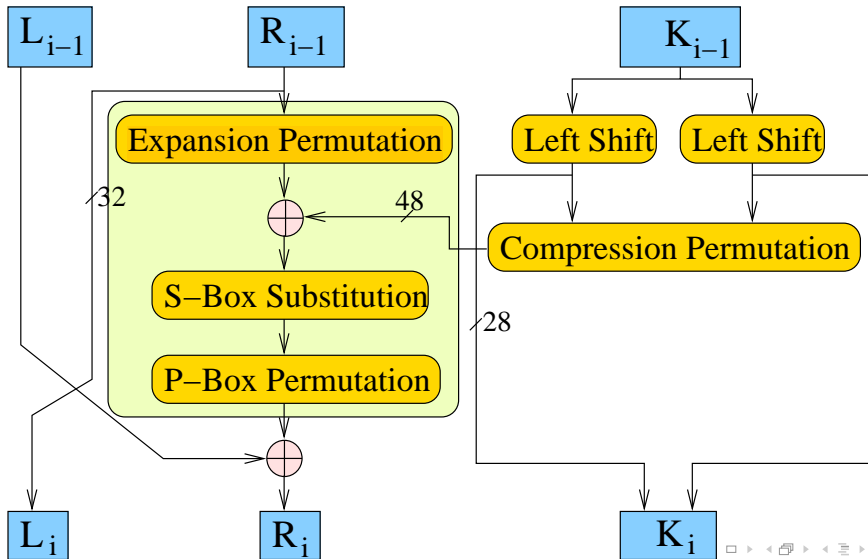 L i–1
R i–1
K i–1
Expansion Permutation
Left Shift
Left Shift
32
48
Compression Permutation
S–Box Substitution
28
P–Box Permutation
L i
R i
K i